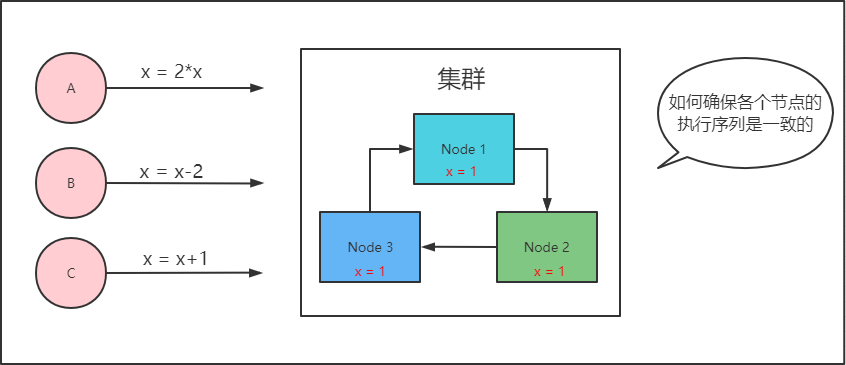 A
x = 2*x
B
x = x-2
C
x = x+1
集群
Node 1
x = 1
Node 3
x = 1
Node 2
x = 1
如何确保各个节点的
执行序列是一致的